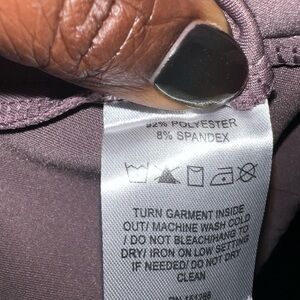 92% POLYESTER
8% SPANDEX
TURN GARMENT INSIDE
OUT/ MACHINE WASH COLD
/ DO NOT BLEACH/HANG TO
DRY/ IRON ON LOW SETTING
IF NEEDED/ DO NOT DRY
CLEAN